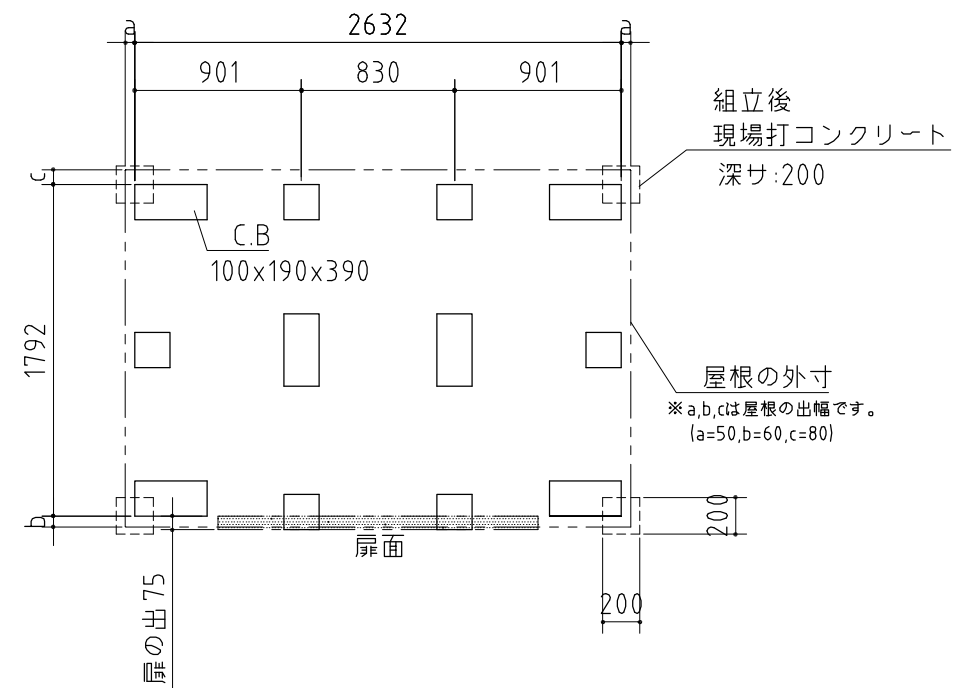 a
2632
a
901
830
901
組立後
現場打コンクリート
深サ:200
c
C.B
100x190x390
1792
屋根の外寸
※a,b,cは屋根の出幅です。
(a=50,b=60,c=80)
b
扉面
200
200
扉の出 75